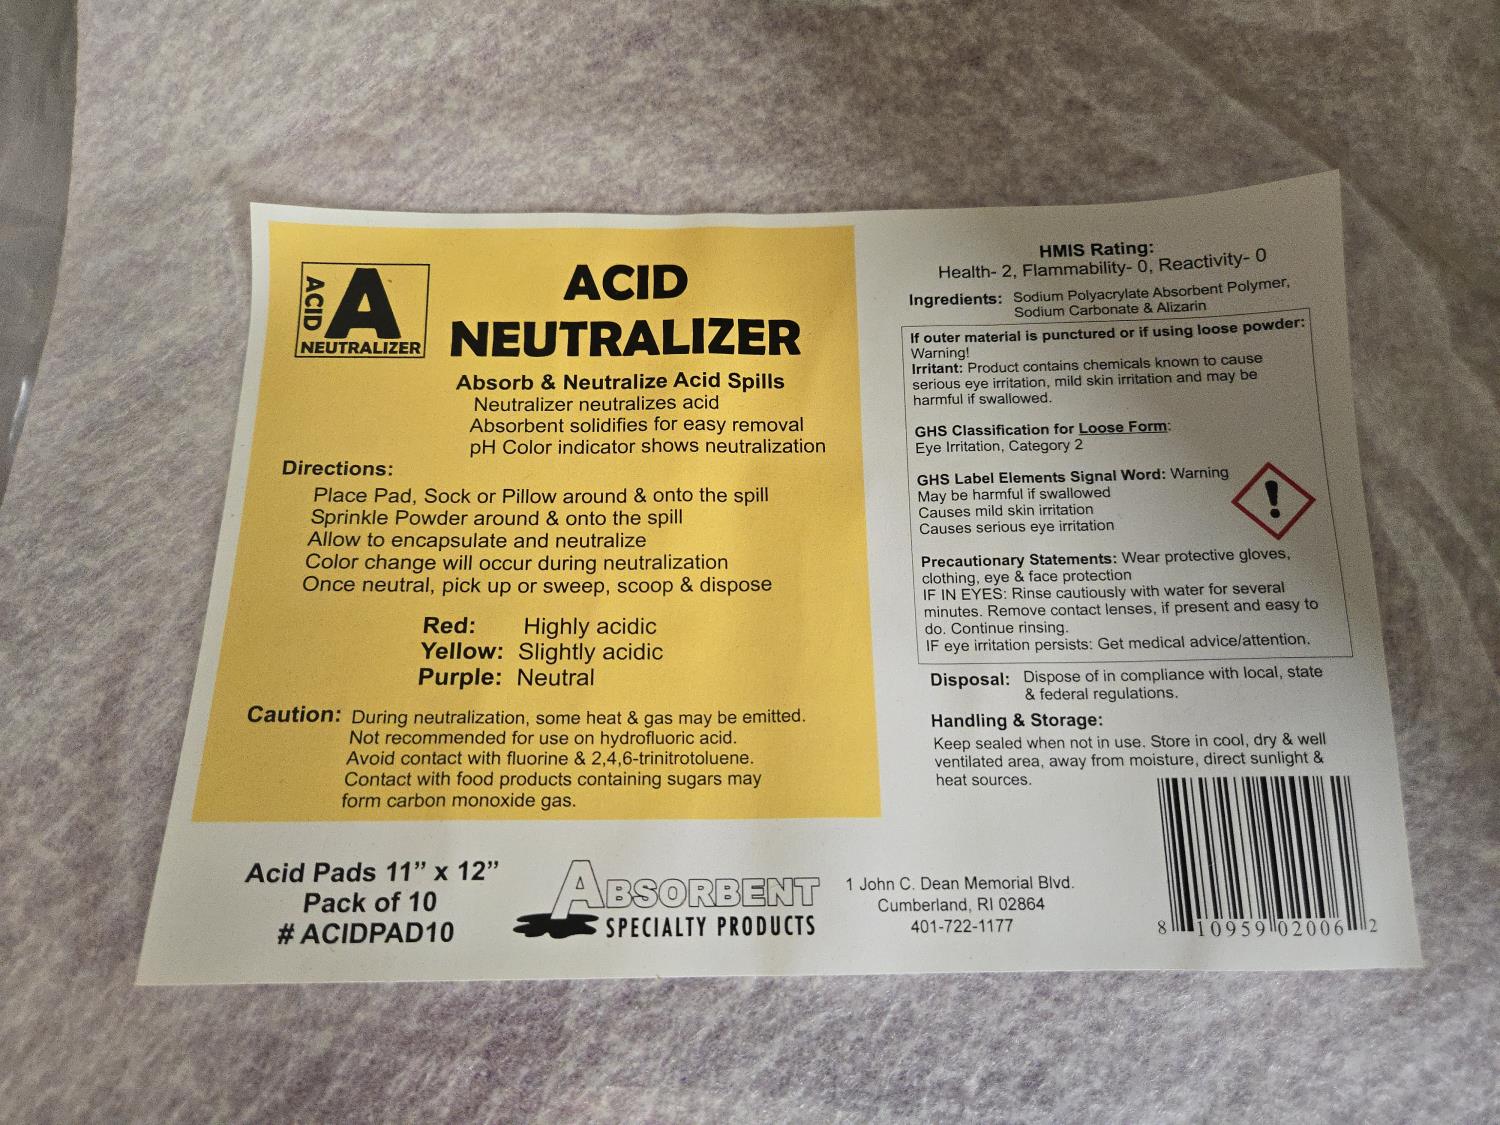 ACID
A
NEUTRALIZER
ACID
NEUTRALIZER
Absorb & Neutralize Acid Spills
Neutralizer neutralizes acid
Absorbent solidifies for easy removal
pH Color indicator shows neutralization
Directions:
Place Pad, Sock or Pillow around & onto the spill
Sprinkle Powder around & onto the spill
Allow to encapsulate and neutralize
Color change will occur during neutralization
Once neutral, pick up or sweep, scoop & dispose
Red: Highly acidic
Yellow: Slightly acidic
Purple: Neutral
Caution: During neutralization, some heat & gas may be emitted.
Not recommended for use on hydrofluoric acid.
Avoid contact with fluorine & 2,4,6-trinitrotoluene.
Contact with food products containing sugars may
form carbon monoxide gas.
HMIS Rating:
Health- 2, Flammability- 0, Reactivity- 0
Ingredients: Sodium Polyacrylate Absorbent Polymer,
Sodium Carbonate & Alizarin
If outer material is punctured or if using loose powder:
Warning!
Irritant: Product contains chemicals known to cause
serious eye irritation, mild skin irritation and may be
harmful if swallowed.
GHS Classification for Loose Form:
Eye Irritation, Category 2
GHS Label Elements Signal Word: Warning
May be harmful if swallowed
Causes mild skin irritation
Causes serious eye irritation
Precautionary Statements: Wear protective gloves,
clothing, eye & face protection
IF IN EYES: Rinse cautiously with water for several
minutes. Remove contact lenses, if present and easy to
do. Continue rinsing.
IF eye irritation persists: Get medical advice/attention.
Disposal: Dispose of in compliance with local, state
& federal regulations.
Handling & Storage:
Keep sealed when not in use. Store in cool, dry & well
ventilated area, away from moisture, direct sunlight &
heat sources.
Acid Pads 11” x 12”
Pack of 10
# ACIDPAD10
ABSORBENT
SPECIALTY PRODUCTS
1 John C. Dean Memorial Blvd.
Cumberland, RI 02864
401-722-1177
8 10959 02006 2